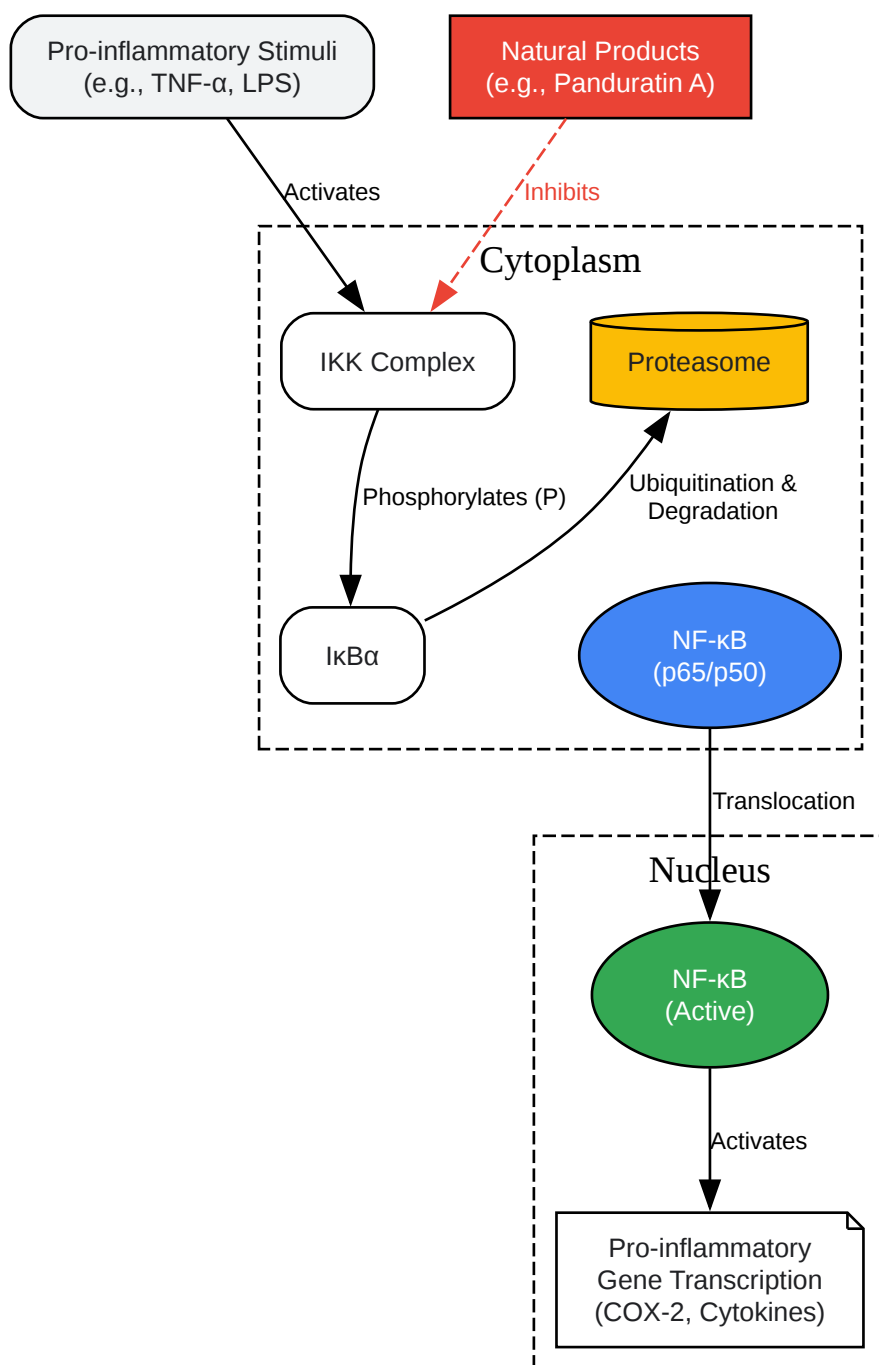 Pro-inflammatory Stimuli
(e.g., TNF-α, LPS)
Natural Products
(e.g., Panduratin A)
Activates
Inhibits
Cytoplasm
IKK Complex
Proteasome
Phosphorylates (P)
Ubiquitination &
Degradation
IκBα
NF-κB
(p65/p50)
Translocation
Nucleus
NF-κB
(Active)
Activates
Pro-inflammatory
Gene Transcription
(COX-2, Cytokines)